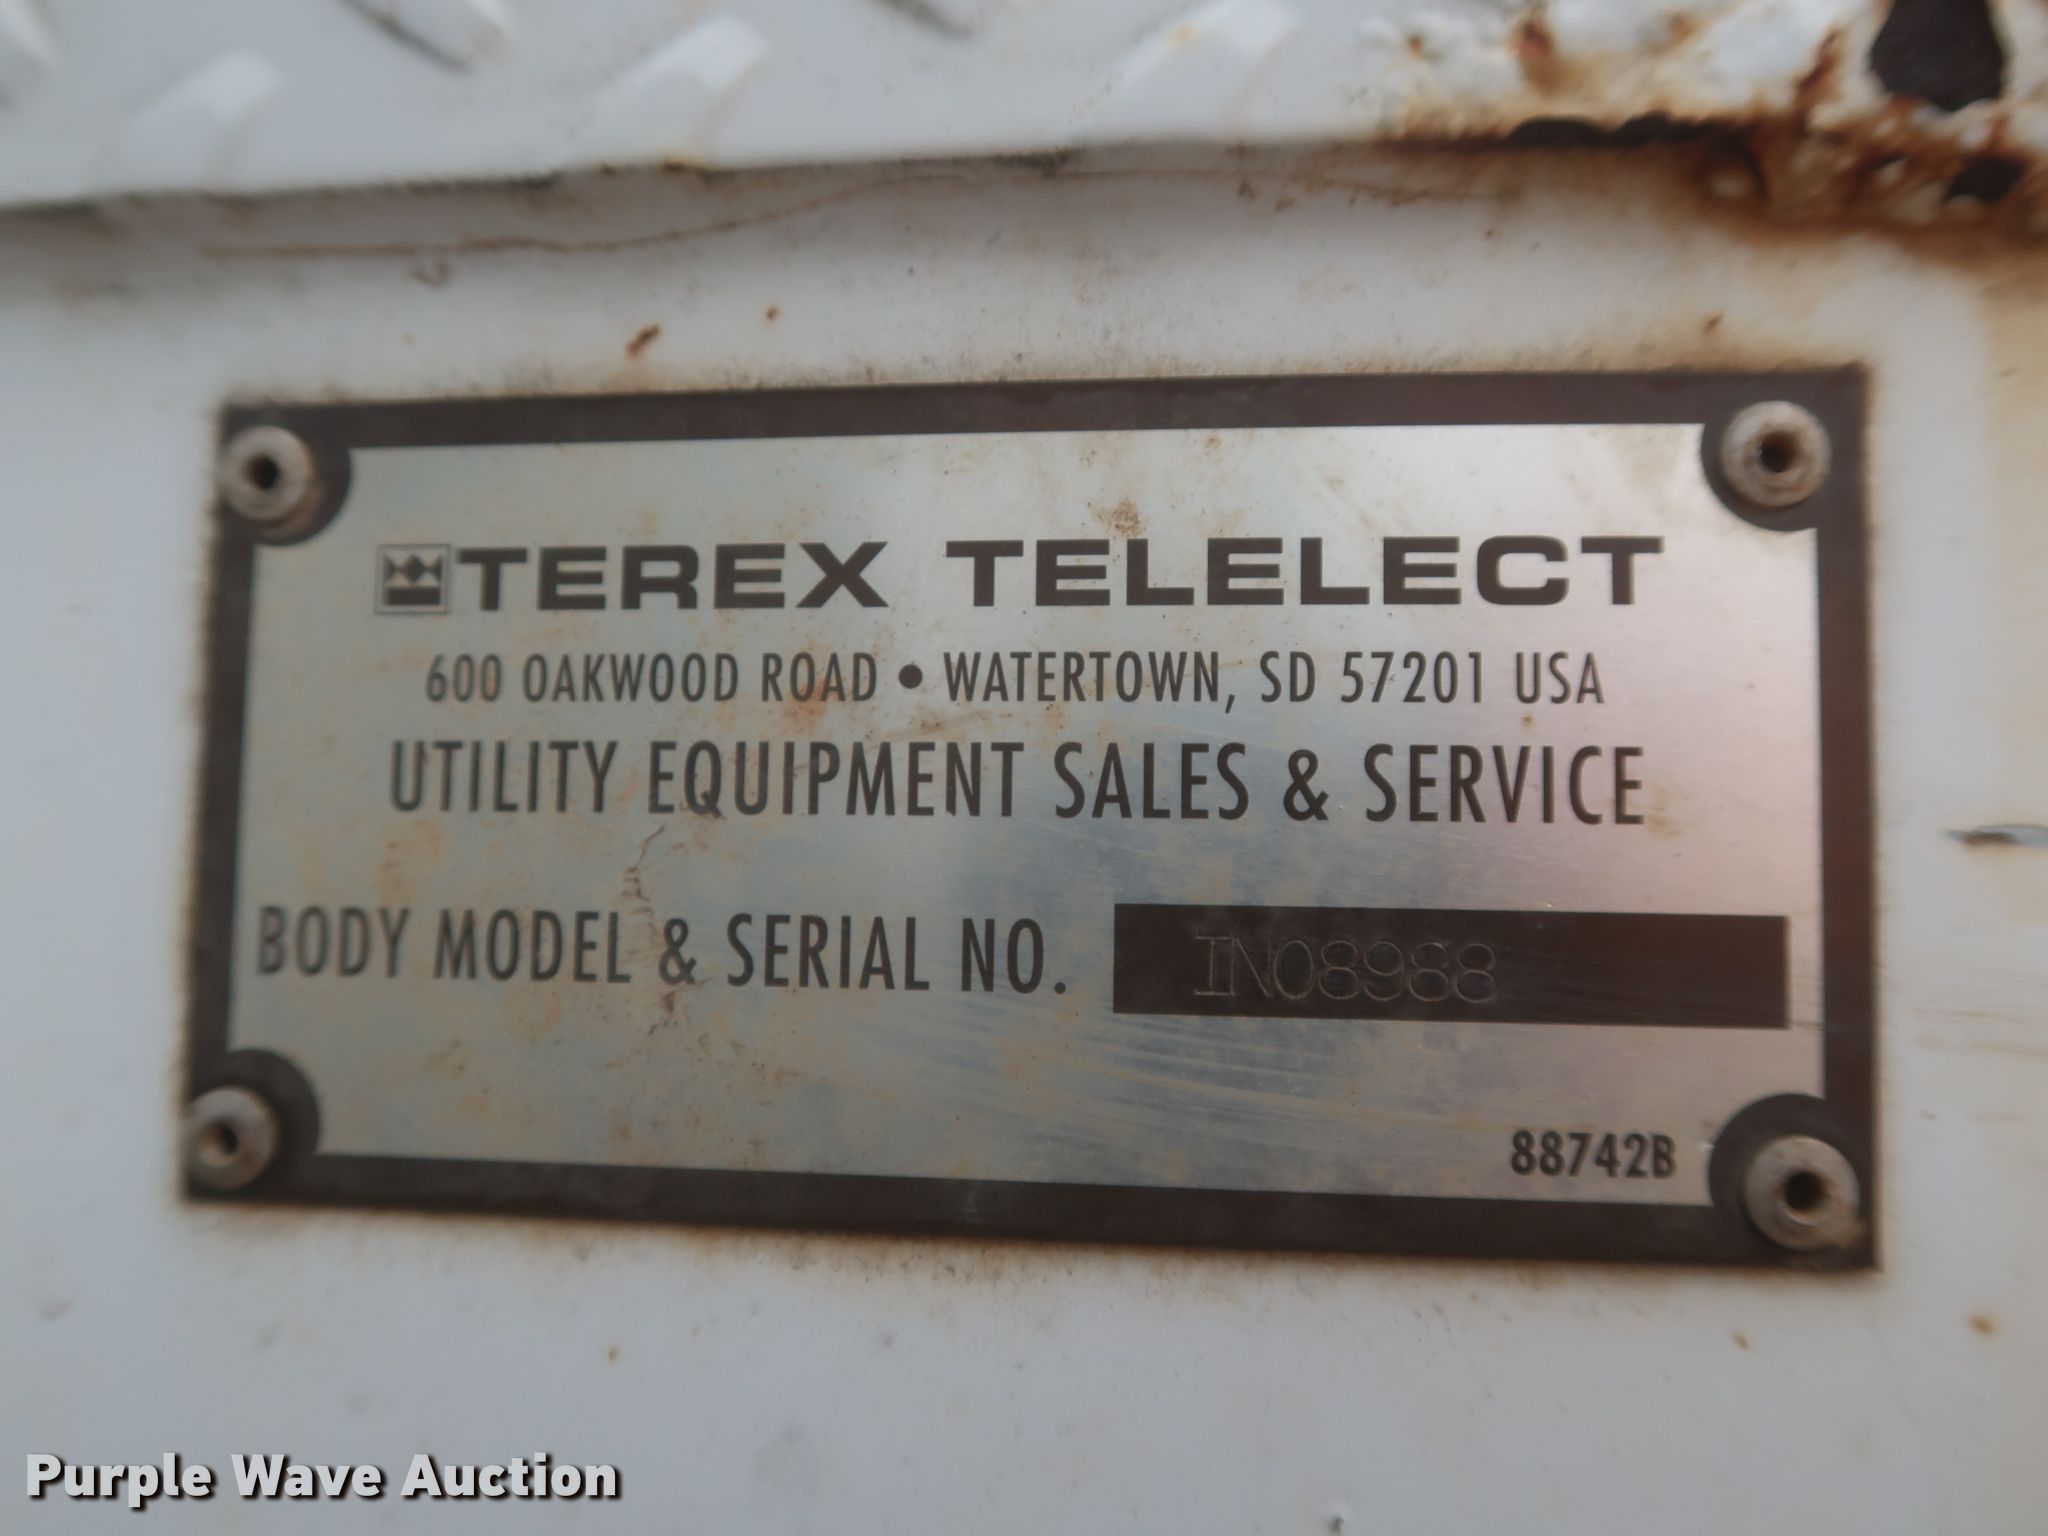 TEREX TELELECT
600 OAKWOOD ROAD • WATERTOWN, SD 57201 USA
UTILITY EQUIPMENT SALES & SERVICE
BODY MODEL & SERIAL NO. INO8988
88742B
Purple Wave Auction